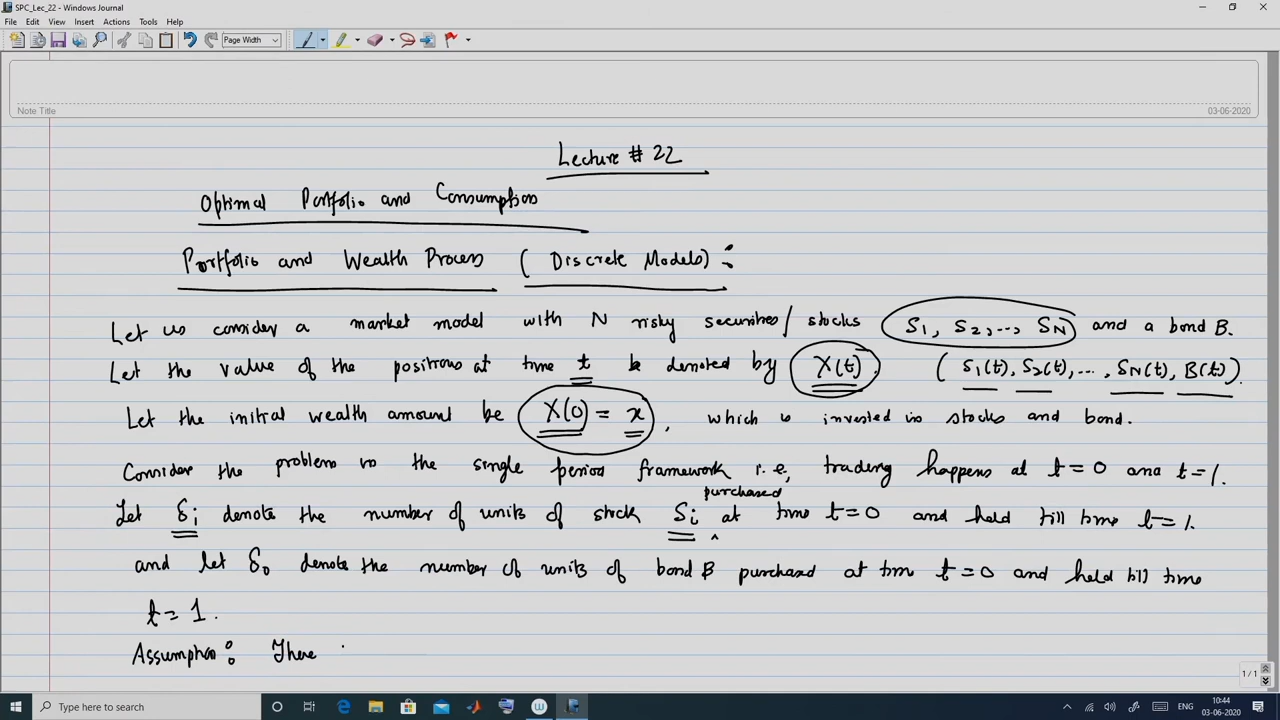 SPC_Lec_22 - Windows Journal
File Edit View Insert Actions Tools Help
Page Width
Note Title
03-06-2020
Lecture # 22
Optimal Portfolio and Consumption
Portfolio and Wealth Process (Discrete Models) :
Let us consider a market model with N risky securities/stocks S1, S2,..., SN and a bond B.
Let the value of the positions at time t be denoted by X(t). (S1(t), S2(t),..., SN(t), B(t)).
Let the initial wealth amount be X(0) = x, which is invested in stocks and bond.
Consider the problem in the single period framework i.e., trading happens at t=0 and t=1.
purchased
Let δi denote the number of units of stock Si ^ at time t=0 and held till time t=1.
and let δ0 denote the number of units of bond B purchased at time t=0 and held till time
t=1.
Assumption: There
1/1
Type here to search
ENG
10:44
03-06-2020